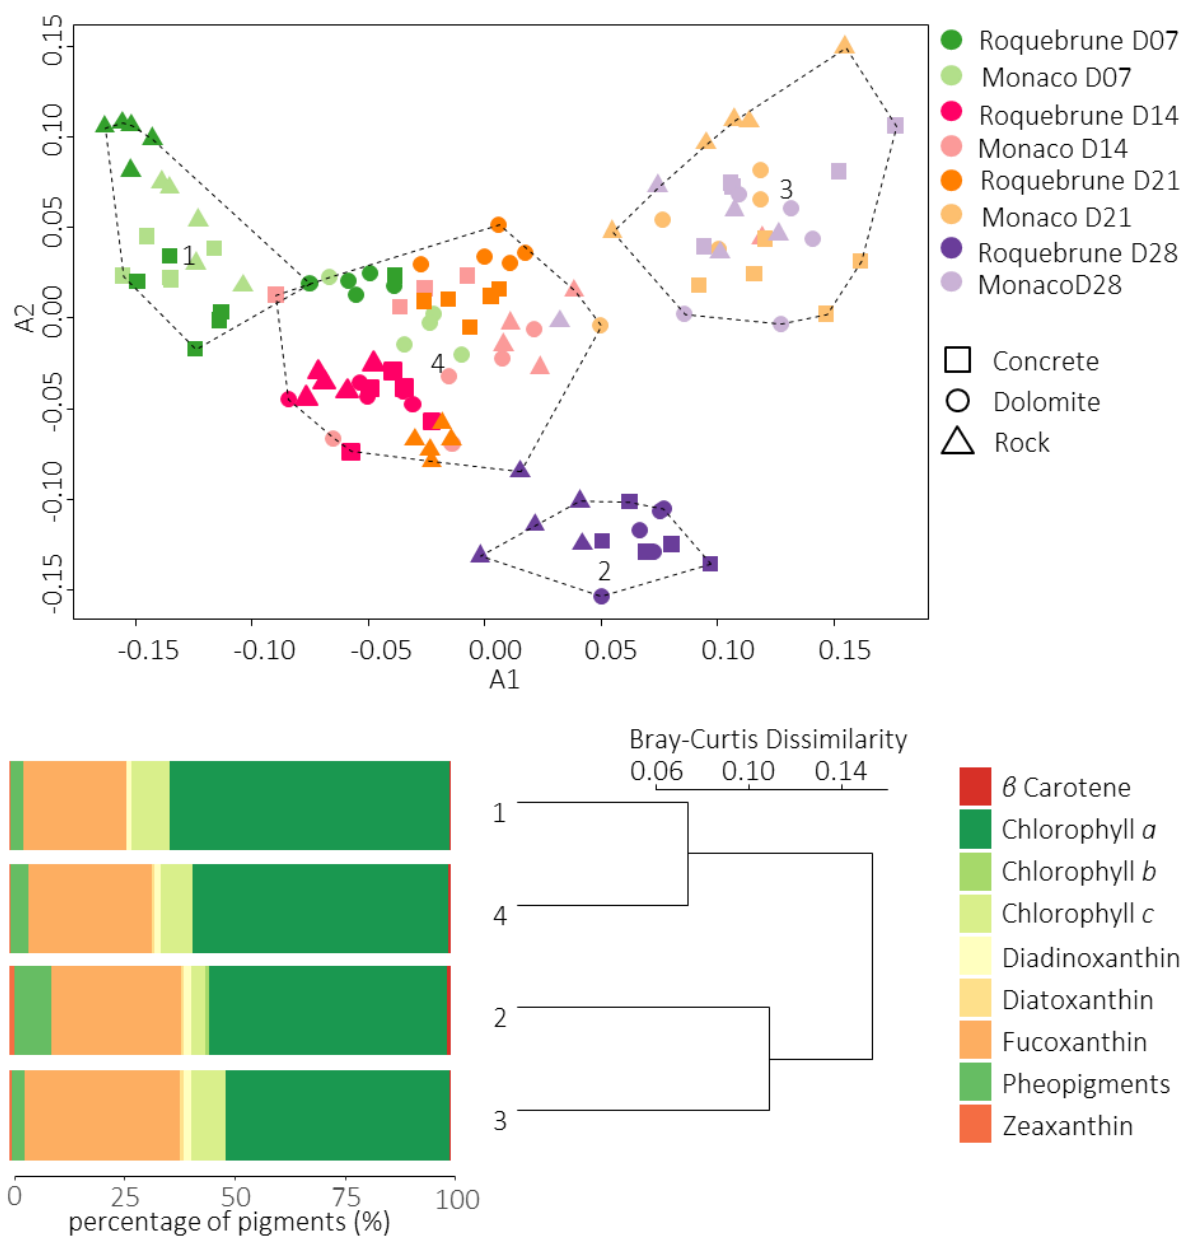 0.15
0.10
0.05
0.00
-0.05
-0.10
-0.15
A2
1
4
3
2
-0.15
-0.10
-0.05
0.00
0.05
0.10
0.15
A1
Roquebrune D07
Monaco D07
Roquebrune D14
Monaco D14
Roquebrune D21
Monaco D21
Roquebrune D28
MonacoD28
Concrete
Dolomite
Rock
Bray-Curtis Dissimilarity
0.06 0.10 0.14
1
4
2
3
0 25 50 75 100
percentage of pigments (%)
β Carotene
Chlorophyll a
Chlorophyll b
Chlorophyll c
Diadinoxanthin
Diatoxanthin
Fucoxanthin
Pheopigments
Zeaxanthin